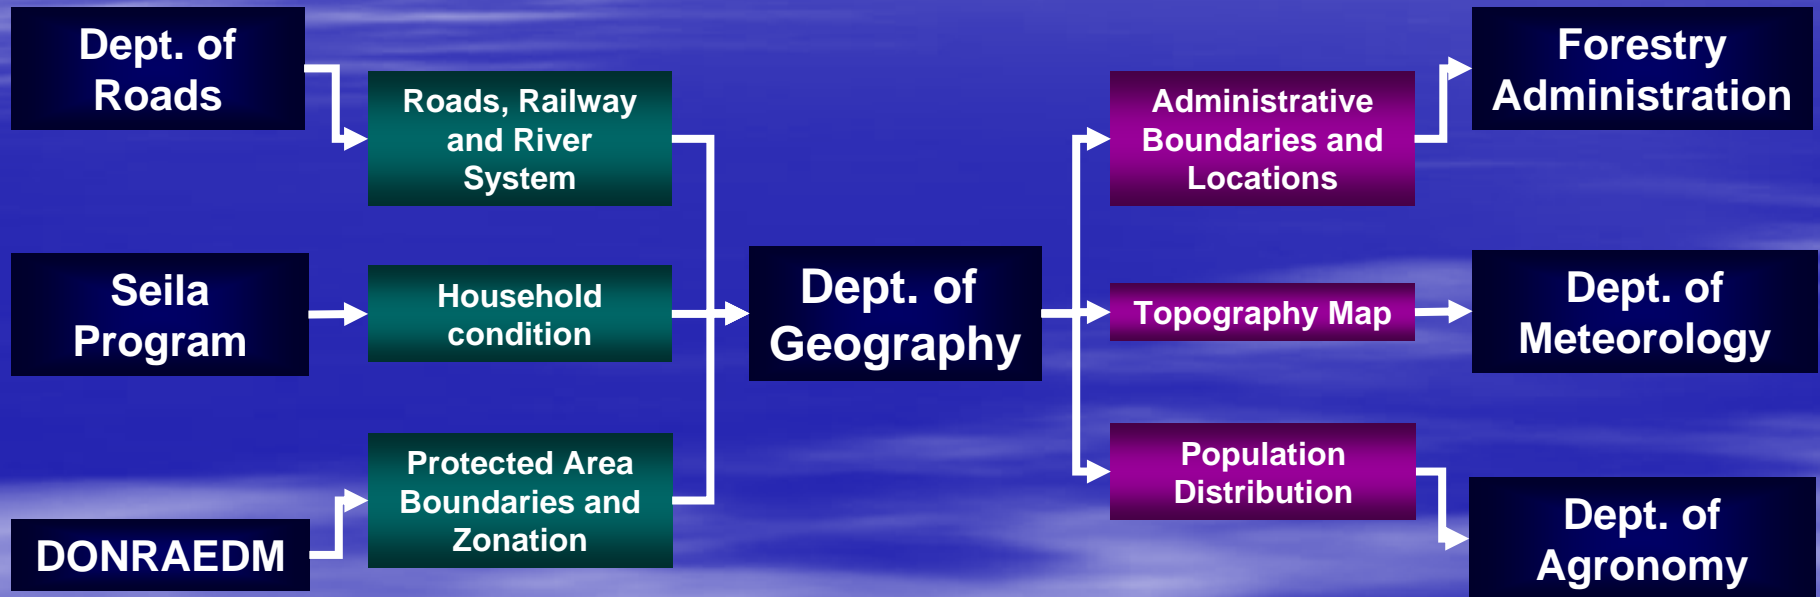 Dept. of
Roads
Roads, Railway
and River
System
Seila
Program
Household
condition
DONRAEDM
Protected Area
Boundaries and
Zonation
Dept. of
Geography
Administrative
Boundaries and
Locations
Forestry
Administration
Topography Map
Dept. of
Meteorology
Population
Distribution
Dept. of
Agronomy